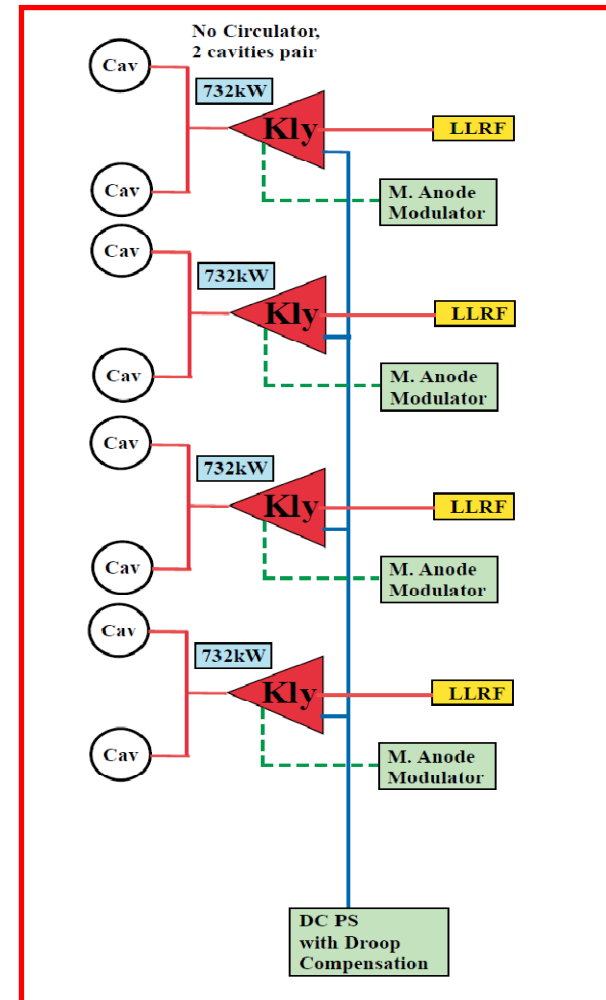 No Circulator,
2 cavities pair
Cav
732kW
Kly
LLRF
Cav
M. Anode
Modulator
Cav
732kW
Kly
LLRF
Cav
M. Anode
Modulator
Cav
732kW
Kly
LLRF
Cav
M. Anode
Modulator
Cav
732kW
Kly
LLRF
Cav
M. Anode
Modulator
DC PS
with Droop
Compensation